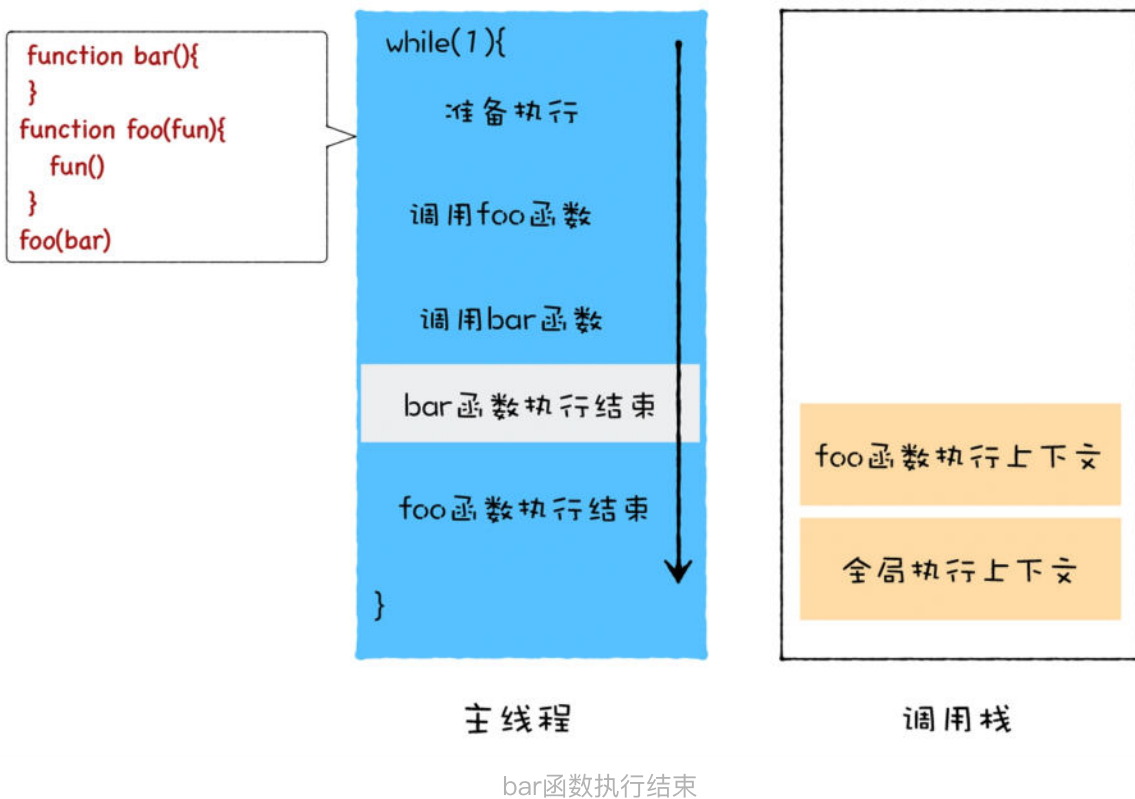 function bar(){
}
function foo(fun){
fun()
}
foo(bar)
while(1){
准备执行
调用foo函数
调用bar函数
bar函数执行结束
foo函数执行结束
}
主线程
foo函数执行上下文
全局执行上下文
调用栈
bar函数执行结束